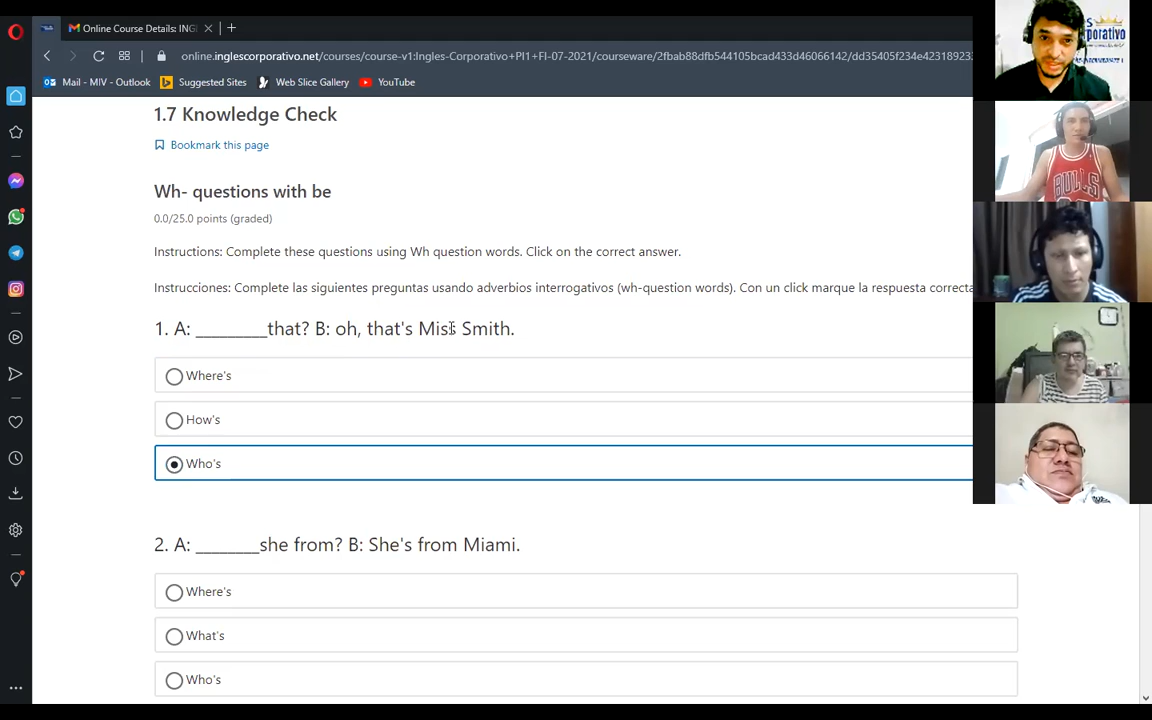 Online Course Details: ING
online.inglescorporativo.net/courses/course-v1:Ingles-Corporativo+PI1+FI-07-2021/courseware/2fbab88dfb544105bcad433d46066142/dd35405f234e42318923
Mail - MIV - Outlook
Suggested Sites
Web Slice Gallery
YouTube
1.7 Knowledge Check
Bookmark this page
Wh- questions with be
0.0/25.0 points (graded)
Instructions: Complete these questions using Wh question words. Click on the correct answer.
Instrucciones: Complete las siguientes preguntas usando adverbios interrogativos (wh-question words). Con un click marque la respuesta correcta
1. A: _________that? B: oh, that's Miss Smith.
Where's
How's
Who's
2. A: ________she from? B: She's from Miami.
Where's
What's
Who's